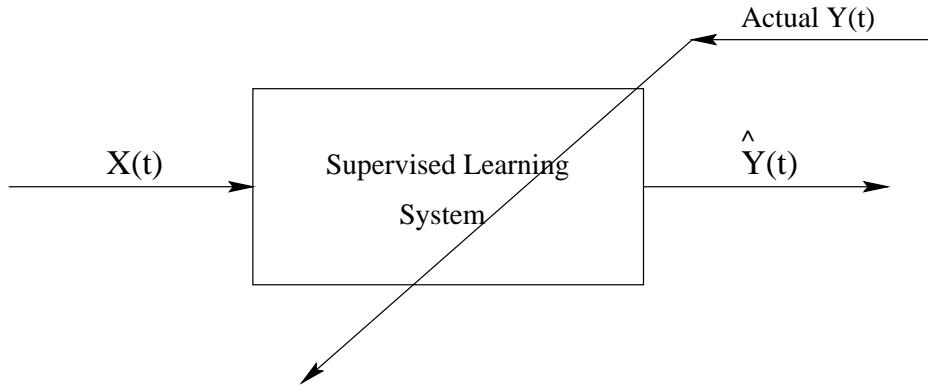 Actual Y(t)
X(t)
Supervised Learning
System
^
Y(t)